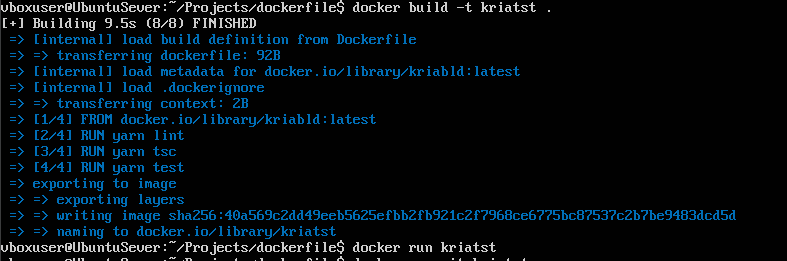 vboxuser@UbuntuSever:~/Projects/dockerfile$ docker build -t kriatst .
[+] Building 9.5s (8/8) FINISHED
=> [internal] load build definition from Dockerfile
=> => transferring dockerfile: 92B
=> [internal] load metadata for docker.io/library/kriabld:latest
=> [internal] load .dockerignore
=> => transferring context: 2B
=> [1/4] FROM docker.io/library/kriabld:latest
=> [2/4] RUN yarn lint
=> [3/4] RUN yarn tsc
=> [4/4] RUN yarn test
=> exporting to image
=> => exporting layers
=> => writing image sha256:40a569c2dd49eeb5625efbb2fb921c2f7968ce6775bc87537c2b7be9483dcd5d
=> => naming to docker.io/library/kriatst
vboxuser@UbuntuSever:~/Projects/dockerfile$ docker run kriatst